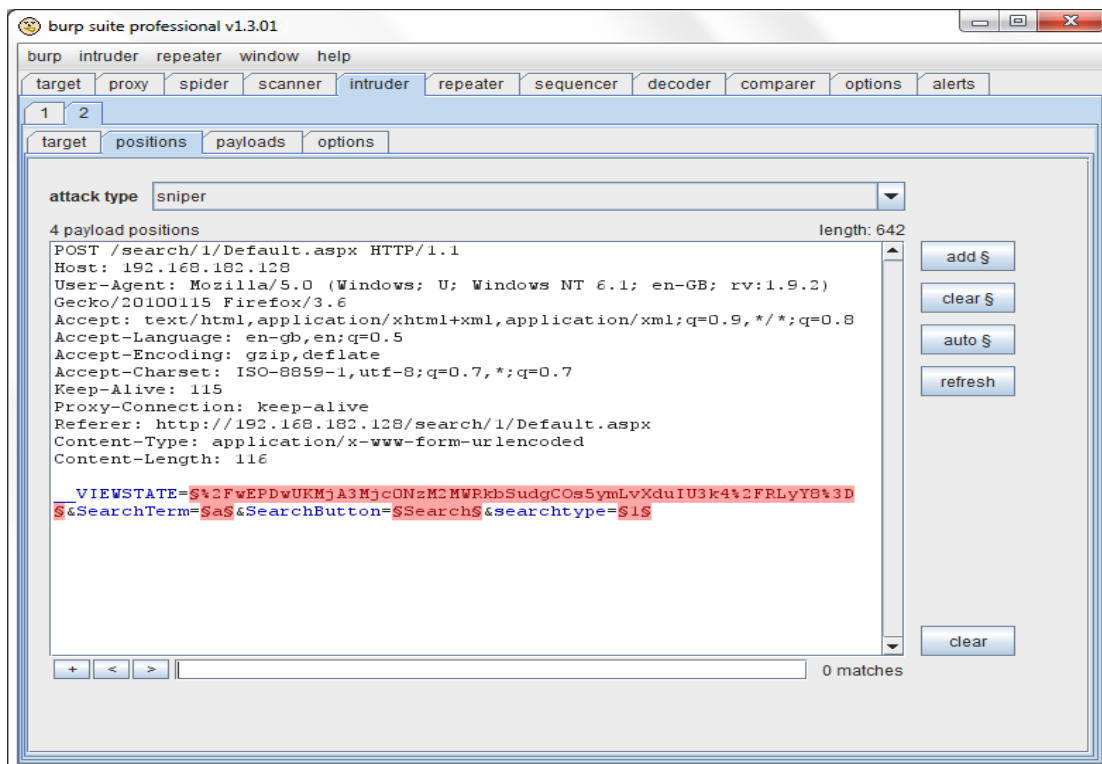 burp suite professional v1.3.01
burp intruder repeater window help
target proxy spider scanner intruder repeater sequencer decoder comparer options alerts
1 2
target positions payloads options
attack type sniper
4 payload positions length: 642
POST /search/1/Default.aspx HTTP/1.1
Host: 192.168.182.128
User-Agent: Mozilla/5.0 (Windows; U; Windows NT 6.1; en-GB; rv:1.9.2)
Gecko/20100115 Firefox/3.6
Accept: text/html,application/xhtml+xml,application/xml;q=0.9,*/*;q=0.8
Accept-Language: en-gb,en;q=0.5
Accept-Encoding: gzip,deflate
Accept-Charset: ISO-8859-1,utf-8;q=0.7,*;q=0.7
Keep-Alive: 115
Proxy-Connection: keep-alive
Referer: http://192.168.182.128/search/1/Default.aspx
Content-Type: application/x-www-form-urlencoded
Content-Length: 116
__VIEWSTATE=§%2FwEPDwUKMjA3Mjc0NzM2MWRkbSudgCOs5ymLvXduIU3k4%2FRLyY8%3D
§&SearchTerm=§a§&SearchButton=§Search§&searchtype=§1§
add §
clear §
auto §
refresh
clear
+ < > 0 matches